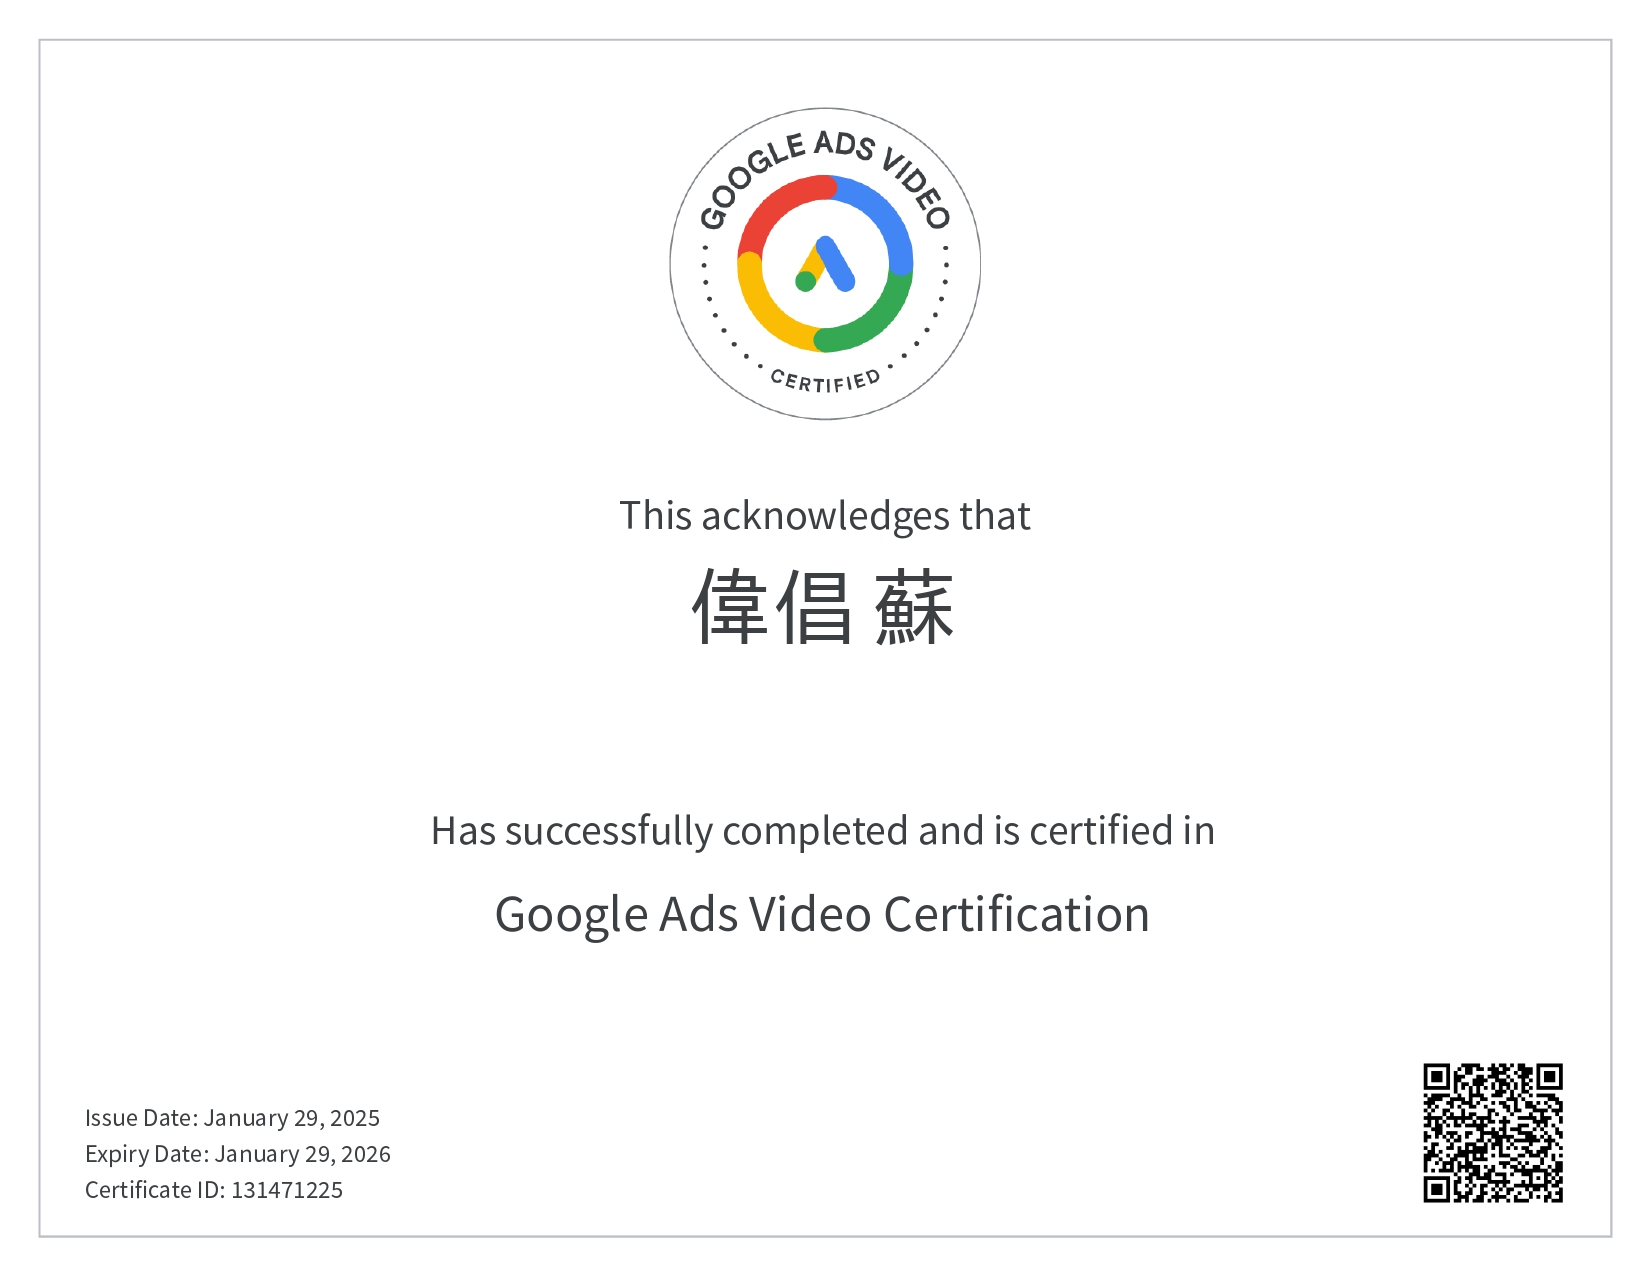 GOOGLE ADS VIDEO
CERTIFIED
This acknowledges that
偉倡 蘇
Has successfully completed and is certified in
Google Ads Video Certification
Issue Date: January 29, 2025
Expiry Date: January 29, 2026
Certificate ID: 131471225